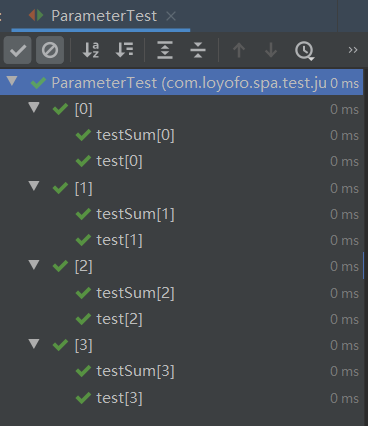 : ParameterTest ×
ParameterTest (com.loyofo.spa.test.ju 0 ms
[0] 0 ms
testSum[0] 0 ms
test[0] 0 ms
[1] 0 ms
testSum[1] 0 ms
test[1] 0 ms
[2] 0 ms
testSum[2] 0 ms
test[2] 0 ms
[3] 0 ms
testSum[3] 0 ms
test[3] 0 ms